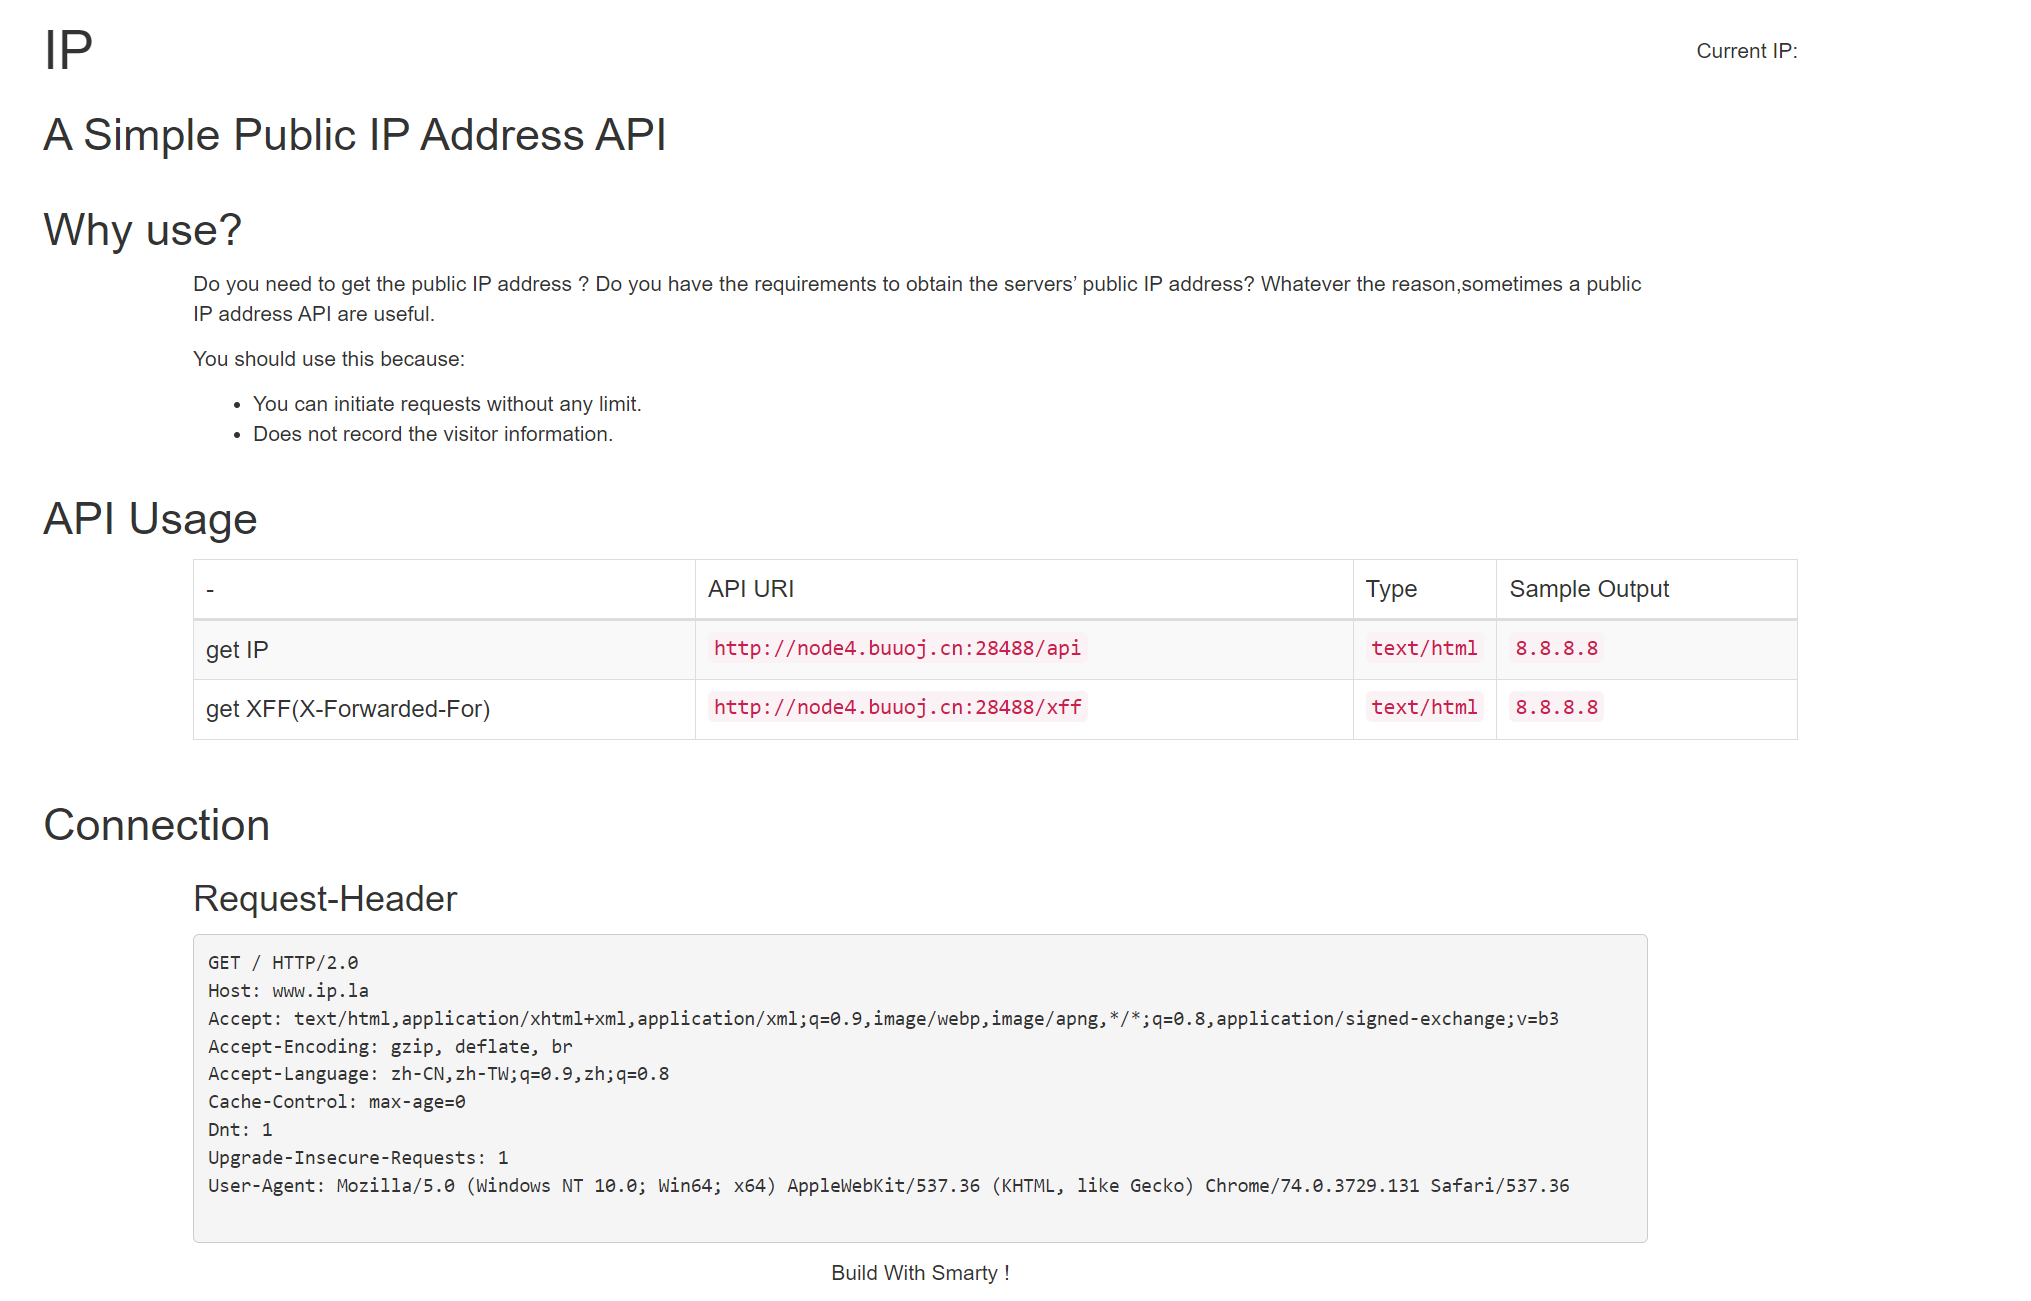 IP
Current IP:
A Simple Public IP Address API
Why use?
Do you need to get the public IP address ? Do you have the requirements to obtain the servers’ public IP address? Whatever the reason,sometimes a public
IP address API are useful.
You should use this because:
• You can initiate requests without any limit.
• Does not record the visitor information.
API Usage
- API URI Type Sample Output
get IP http://node4.buuoj.cn:28488/api text/html 8.8.8.8
get XFF(X-Forwarded-For) http://node4.buuoj.cn:28488/xff text/html 8.8.8.8
Connection
Request-Header
GET / HTTP/2.0
Host: www.ip.la
Accept: text/html,application/xhtml+xml,application/xml;q=0.9,image/webp,image/apng,*/*;q=0.8,application/signed-exchange;v=b3
Accept-Encoding: gzip, deflate, br
Accept-Language: zh-CN,zh-TW;q=0.9,zh;q=0.8
Cache-Control: max-age=0
Dnt: 1
Upgrade-Insecure-Requests: 1
User-Agent: Mozilla/5.0 (Windows NT 10.0; Win64; x64) AppleWebKit/537.36 (KHTML, like Gecko) Chrome/74.0.3729.131 Safari/537.36
Build With Smarty !